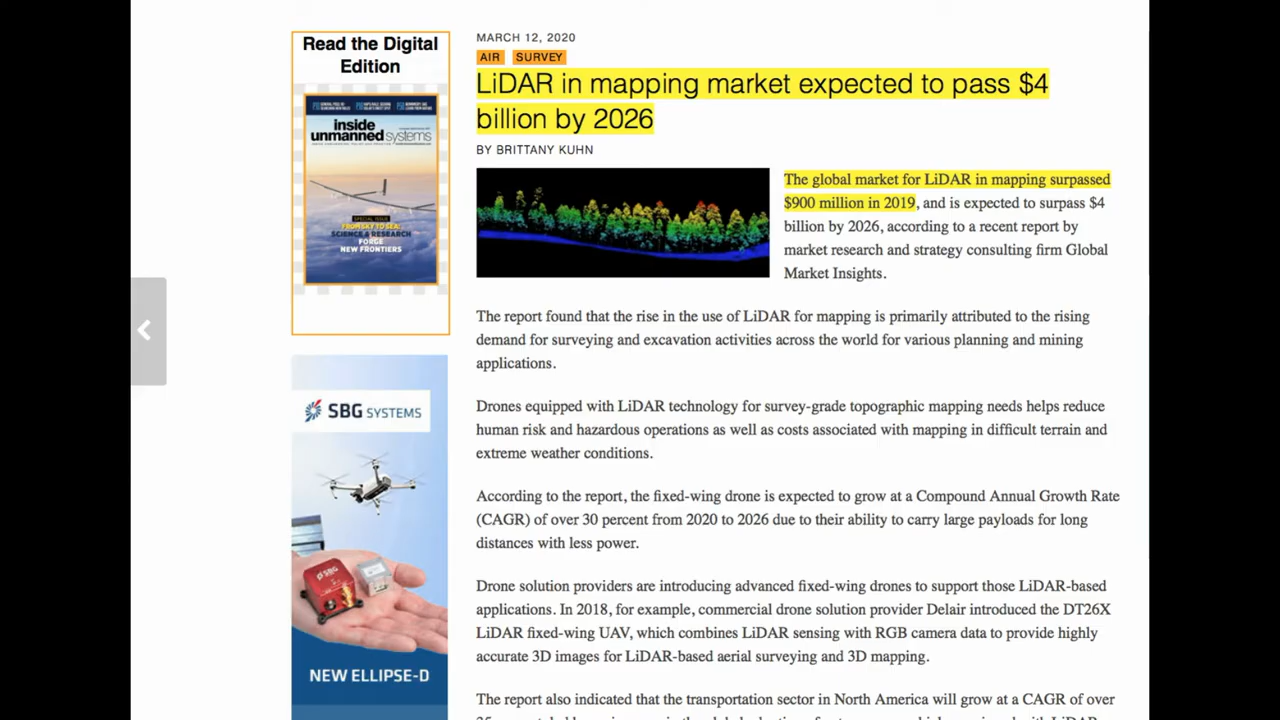 Read the Digital
Edition
inside
unmanned systems
SPECIAL ISSUE
FROM SKY TO SEA:
SCIENCE & RESEARCH
FORGE
NEW FRONTIERS
SBG SYSTEMS
SBG
NEW ELLIPSE-D
MARCH 12, 2020
AIR SURVEY
LiDAR in mapping market expected to pass $4
billion by 2026
BY BRITTANY KUHN
The global market for LiDAR in mapping surpassed
$900 million in 2019, and is expected to surpass $4
billion by 2026, according to a recent report by
market research and strategy consulting firm Global
Market Insights.
The report found that the rise in the use of LiDAR for mapping is primarily attributed to the rising
demand for surveying and excavation activities across the world for various planning and mining
applications.
Drones equipped with LiDAR technology for survey-grade topographic mapping needs helps reduce
human risk and hazardous operations as well as costs associated with mapping in difficult terrain and
extreme weather conditions.
According to the report, the fixed-wing drone is expected to grow at a Compound Annual Growth Rate
(CAGR) of over 30 percent from 2020 to 2026 due to their ability to carry large payloads for long
distances with less power.
Drone solution providers are introducing advanced fixed-wing drones to support those LiDAR-based
applications. In 2018, for example, commercial drone solution provider Delair introduced the DT26X
LiDAR fixed-wing UAV, which combines LiDAR sensing with RGB camera data to provide highly
accurate 3D images for LiDAR-based aerial surveying and 3D mapping.
The report also indicated that the transportation sector in North America will grow at a CAGR of over